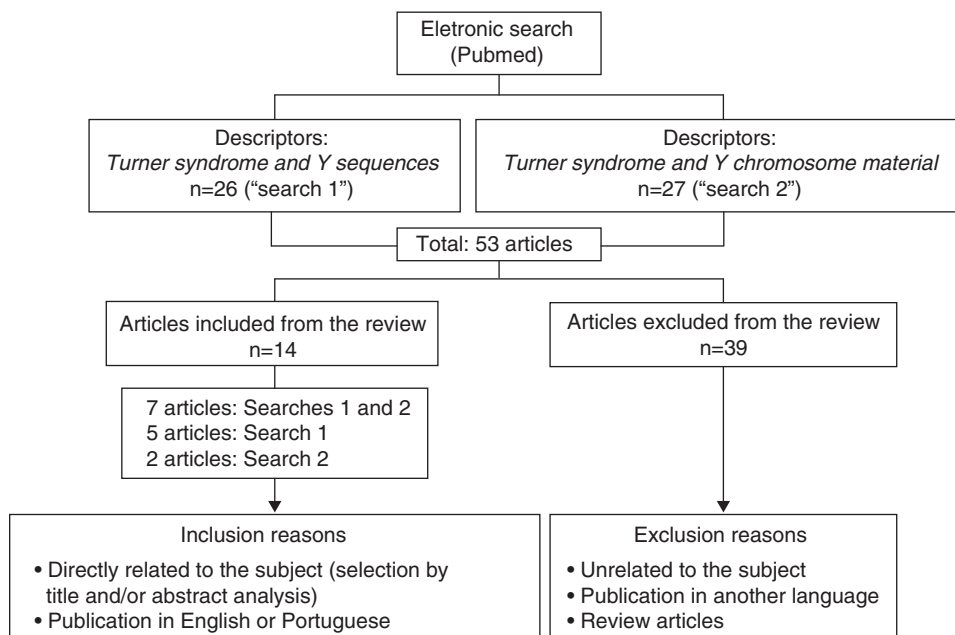 Eletronic search
(Pubmed)
Descriptors:
Turner syndrome and Y sequences
n=26 (“search 1”)
Descriptors:
Turner syndrome and Y chromosome material
n=27 (“search 2”)
Total: 53 articles
Articles included from the review
n=14
Articles excluded from the review
n=39
7 articles: Searches 1 and 2
5 articles: Search 1
2 articles: Search 2
Inclusion reasons
• Directly related to the subject (selection by
title and/or abstract analysis)
• Publication in English or Portuguese
Exclusion reasons
• Unrelated to the subject
• Publication in another language
• Review articles